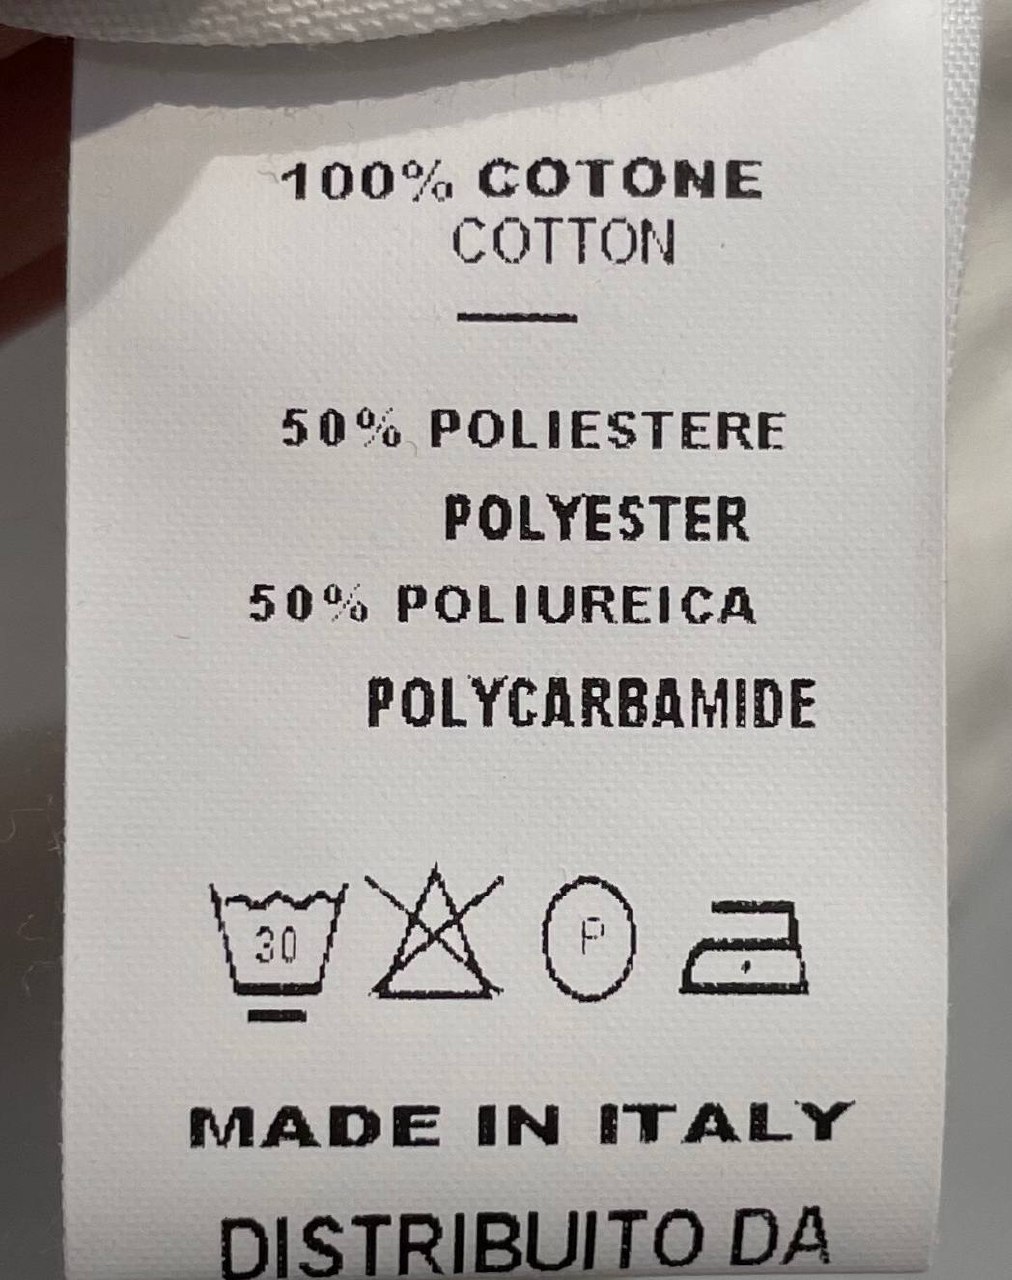 100% COTONE
COTTON
50% POLIESTERE
POLYESTER
50% POLIUREICA
POLYCARBAMIDE
30
P
MADE IN ITALY
DISTRIBUITO DA